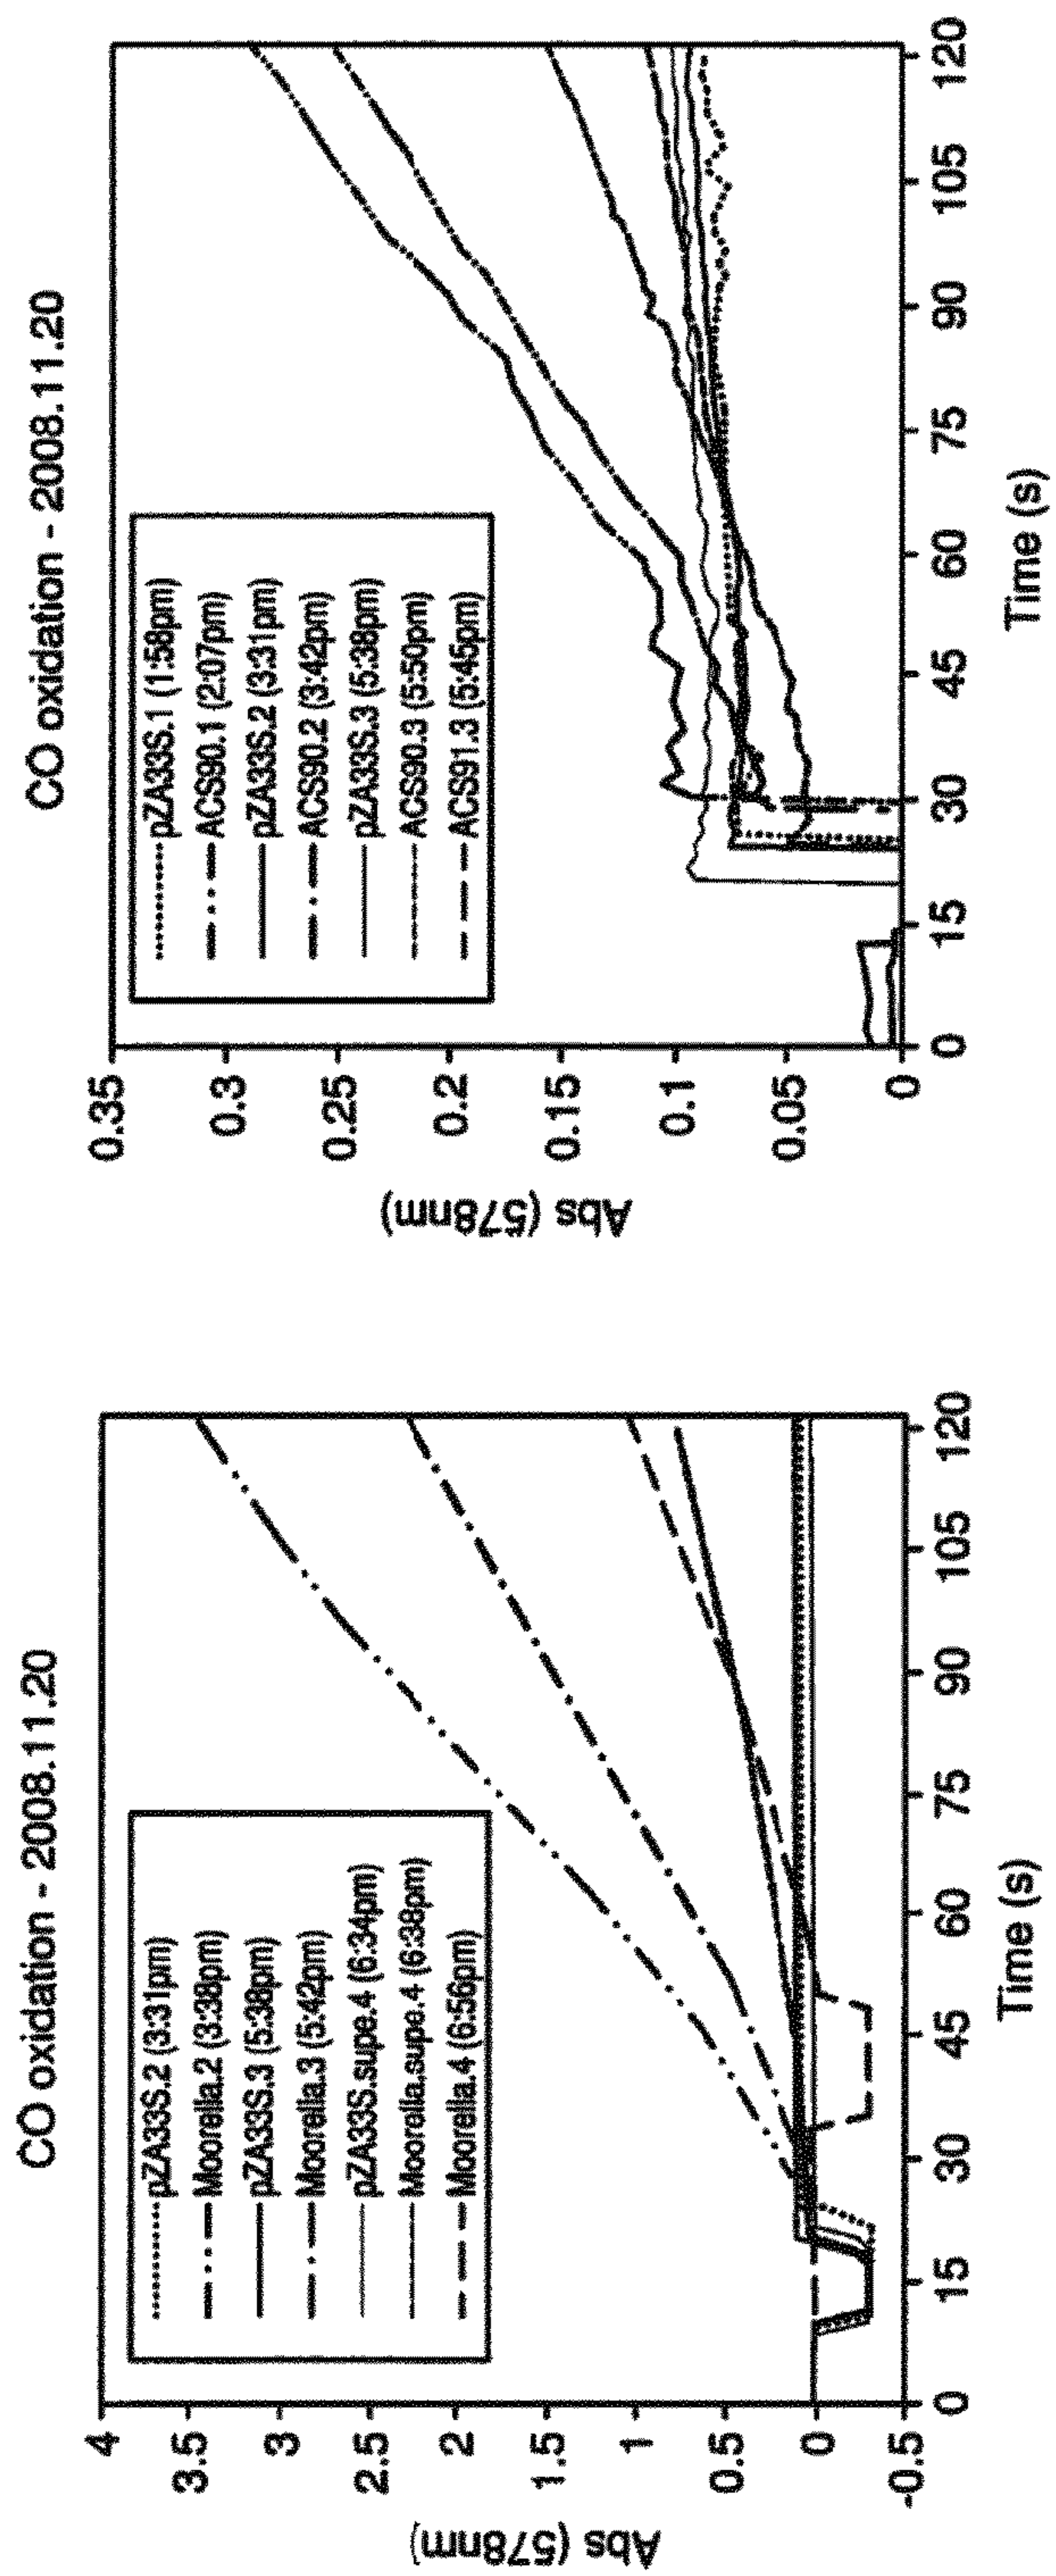 CO oxidation - 2008.11.20
Abs (578nm)
4
3.5
3
2.5
2
1.5
1
0.5
0
-0.5
pZA33S.2 (3:31pm)
Moorella.2 (3:38pm)
pZA33S.3 (5:38pm)
Moorella.3 (5:42pm)
pZA33S.supe.4 (6:34pm)
Moorolla.supe.4 (6:38pm)
Moorella.4 (6:56pm)
0 15 30 45 60 75 90 105 120
Time (s)
CO oxidation - 2008.11.20
Abs (578nm)
0.35
0.3
0.25
0.2
0.15
0.1
0.05
0
pZA33S.1 (1:58pm)
ACS90.1 (2:07pm)
pZA33S.2 (3:31pm)
ACS90.2 (3:42pm)
pZA33S.3 (5:38pm)
ACS90.3 (5:50pm)
ACS91.3 (5:45pm)
0 15 30 45 60 75 90 105 120
Time (s)